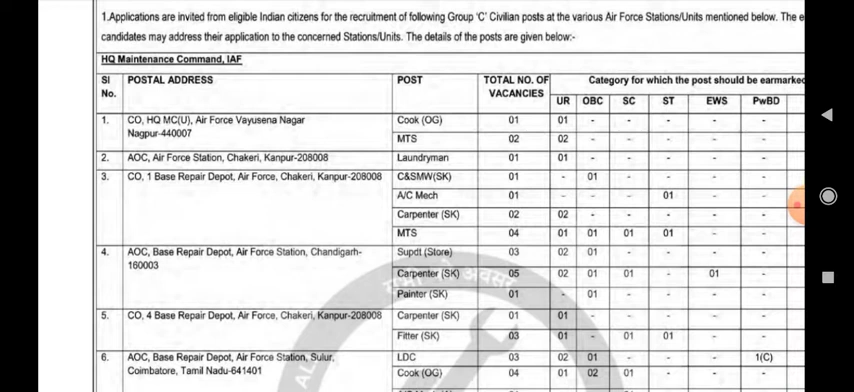 1.Applications are invited from eligible Indian citizens for the recruitment of following Group ‘C’ Civilian posts at the various Air Force Stations/Units mentioned below. The e
candidates may address their application to the concerned Stations/Units. The details of the posts are given below:-
HQ Maintenance Command, IAF
Sl No. POSTAL ADDRESS POST TOTAL NO. OF VACANCIES Category for which the post should be earmarked
UR OBC SC ST EWS PwBD
1. CO, HQ MC(U), Air Force Vayusena Nagar Cook (OG) 01 01 - - - - -
Nagpur-440007
MTS 02 02 - - - - -
2. AOC, Air Force Station, Chakeri, Kanpur-208008 Laundryman 01 01 - - - - -
3. CO, 1 Base Repair Depot, Air Force, Chakeri, Kanpur-208008 C&SMW(SK) 01 - 01 - - - -
A/C Mech 01 - - - 01 - -
Carpenter (SK) 02 02 - - - - -
MTS 04 01 01 01 01 - -
4. AOC, Base Repair Depot, Air Force Station, Chandigarh- Supdt (Store) 03 02 01 - - - -
160003
Carpenter (SK) 05 02 01 01 - 01 -
Painter (SK) 01 - 01 - - - -
5. CO, 4 Base Repair Depot, Air Force, Chakeri, Kanpur-208008 Carpenter (SK) 01 01 - - - - -
Fitter (SK) 03 01 - 01 01 - -
6. AOC, Base Repair Depot, Air Force Station, Sulur, LDC 03 02 01 - - - 1(C)
Coimbatore, Tamil Nadu-641401 Cook (OG) 04 01 02 01 - - -